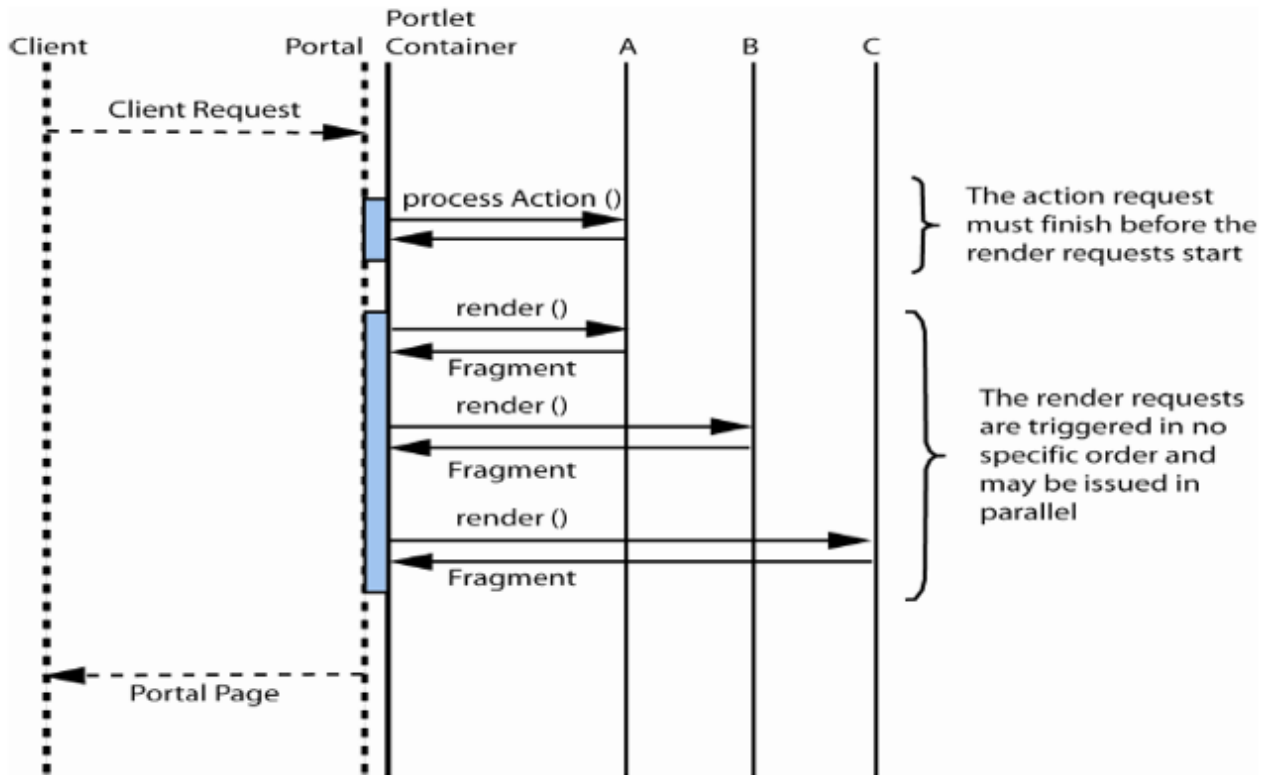 Client
Portal
Portlet
Container
A
B
C
Client Request
process Action ()
The action request
must finish before the
render requests start
render ()
Fragment
render ()
Fragment
render ()
Fragment
The render requests
are triggered in no
specific order and
may be issued in
parallel
Portal Page